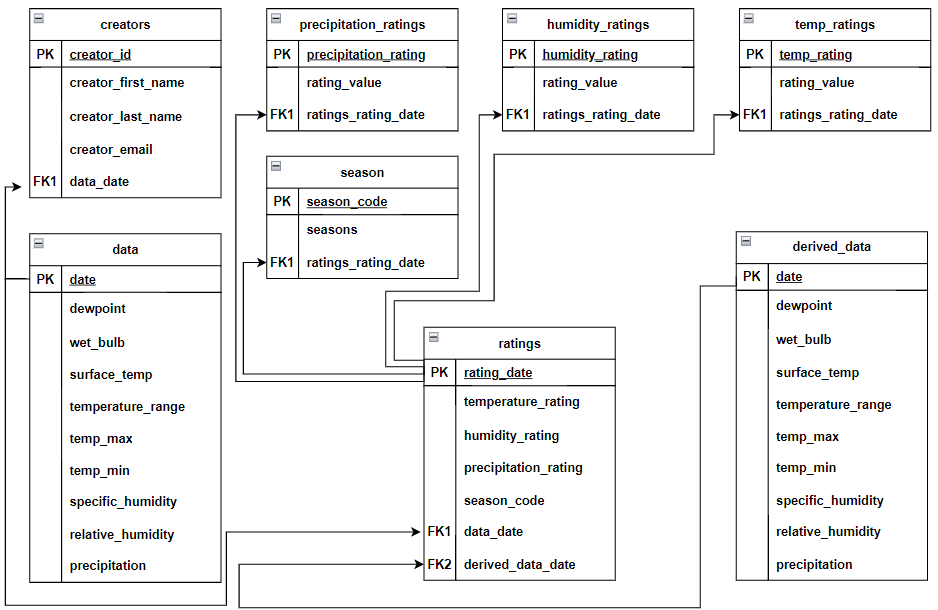 creators
PK creator_id
creator_first_name
creator_last_name
creator_email
FK1 data_date
precipitation_ratings
PK precipitation_rating
rating_value
FK1 ratings_rating_date
humidity_ratings
PK humidity_rating
rating_value
FK1 ratings_rating_date
temp_ratings
PK temp_rating
rating_value
FK1 ratings_rating_date
season
PK season_code
seasons
FK1 ratings_rating_date
data
PK date
dewpoint
wet_bulb
surface_temp
temperature_range
temp_max
temp_min
specific_humidity
relative_humidity
precipitation
ratings
PK rating_date
temperature_rating
humidity_rating
precipitation_rating
season_code
FK1 data_date
FK2 derived_data_date
derived_data
PK date
dewpoint
wet_bulb
surface_temp
temperature_range
temp_max
temp_min
specific_humidity
relative_humidity
precipitation